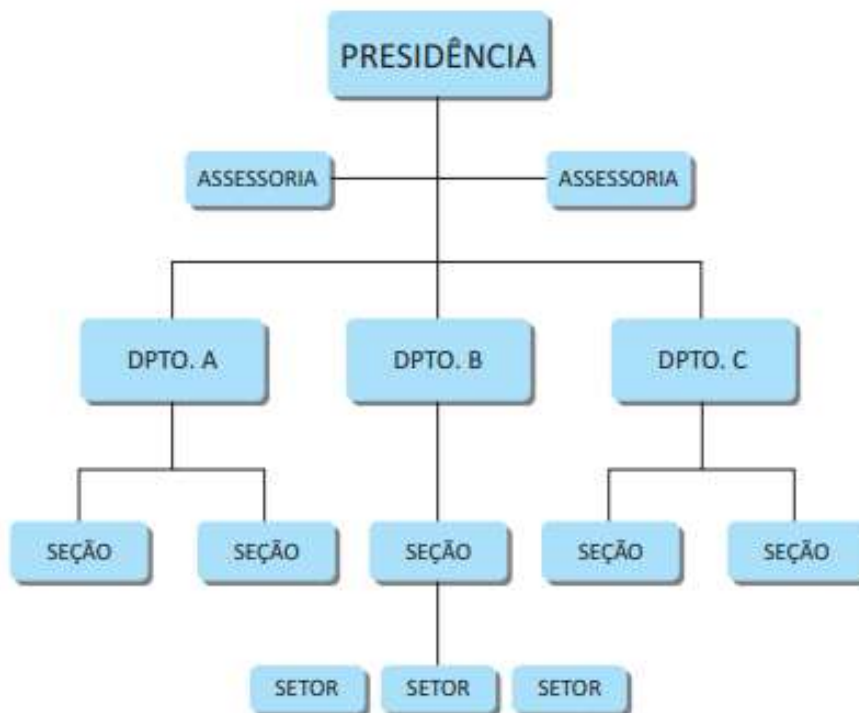 PRESIDÊNCIA
ASSESSORIA
ASSESSORIA
DPTO. A
DPTO. B
DPTO. C
SEÇÃO
SEÇÃO
SEÇÃO
SEÇÃO
SEÇÃO
SETOR
SETOR
SETOR